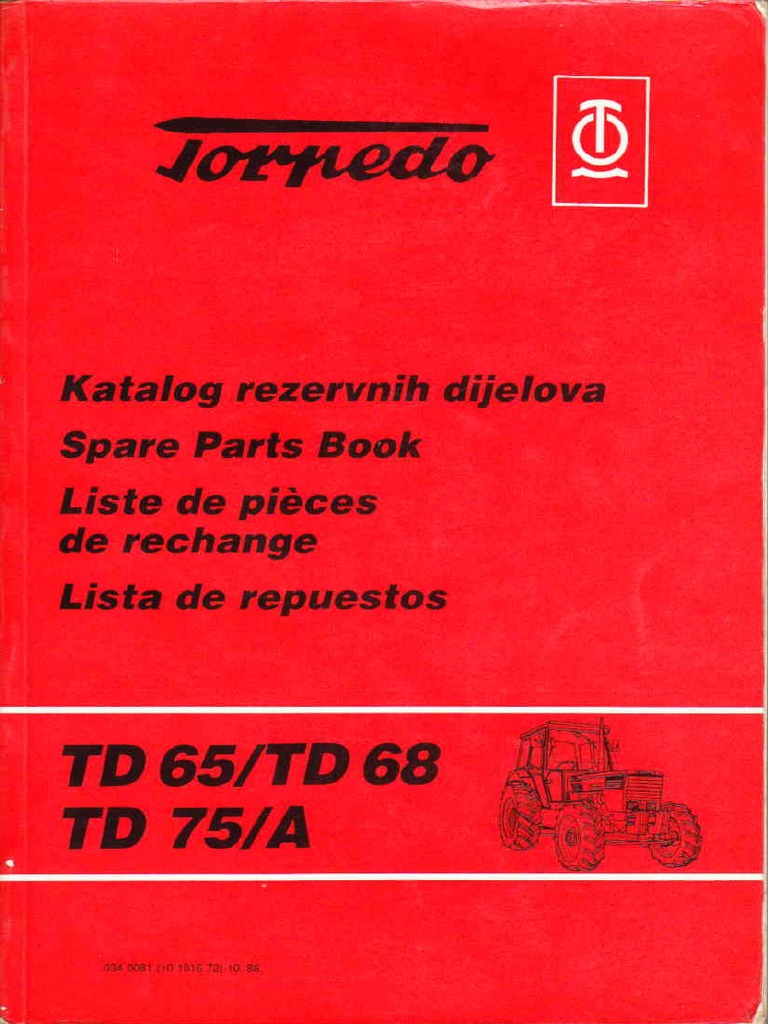 Torpedo
Katalog rezervnih dijelova
Spare Parts Book
Liste de pièces
de rechange
Lista de repuestos
TD 65/TD 68
TD 75/A